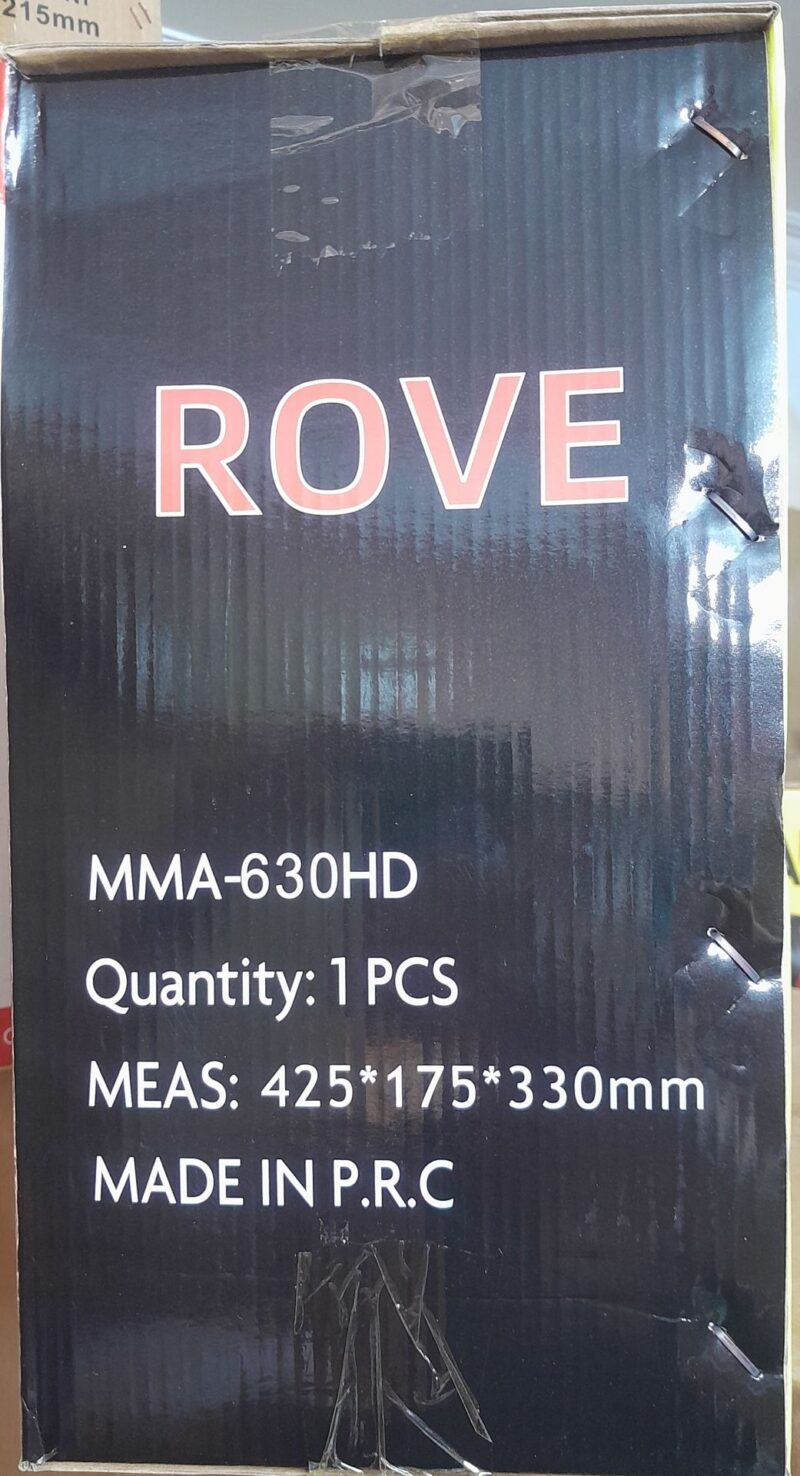 215mm
ROVE
MMA-630HD
Quantity: 1 PCS
MEAS: 425*175*330mm
MADE IN P.R.C